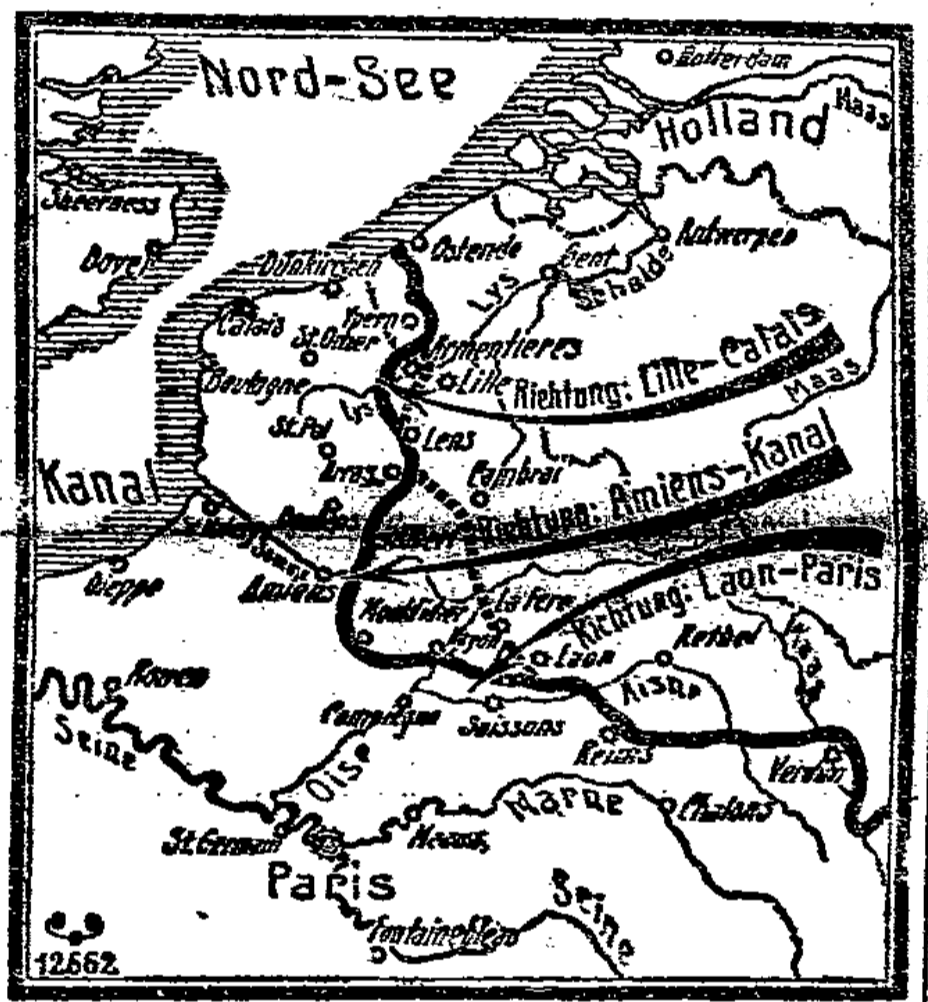 Nord-See
Rotterdam
Maas
Holland
Sheerness
Dover
Ostende
Antwerpen
Gent
Dünkirchen
Lys
Schelde
Calais
Ypern
St. Omer
Armentieres
Boulogne
Lille
Richtung: Lille-Calais
Maas
Lys
St. Pol
Lens
Kanal
Arras
Cambrai
Richtung: Amiens-Kanal
Somme
Dieppe
Amiens
Montdidier
La Fere
Richtung: Laon-Paris
Noyon
Laon
Rethel
Maas
Rouen
Aisne
Seine
Compiegne
Soissons
Reims
Verdun
Oise
Marne
Chalons
St. Germain
Meaux
Paris
Seine
Fontainebleau
12662